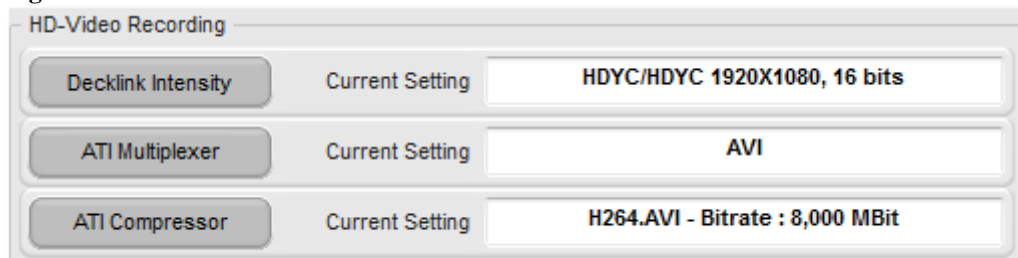 HD-Video Recording
Decklink Intensity Current Setting HDYC/HDYC 1920X1080, 16 bits
ATI Multiplexer Current Setting AVI
ATI Compressor Current Setting H264.AVI - Bitrate : 8,000 MBit